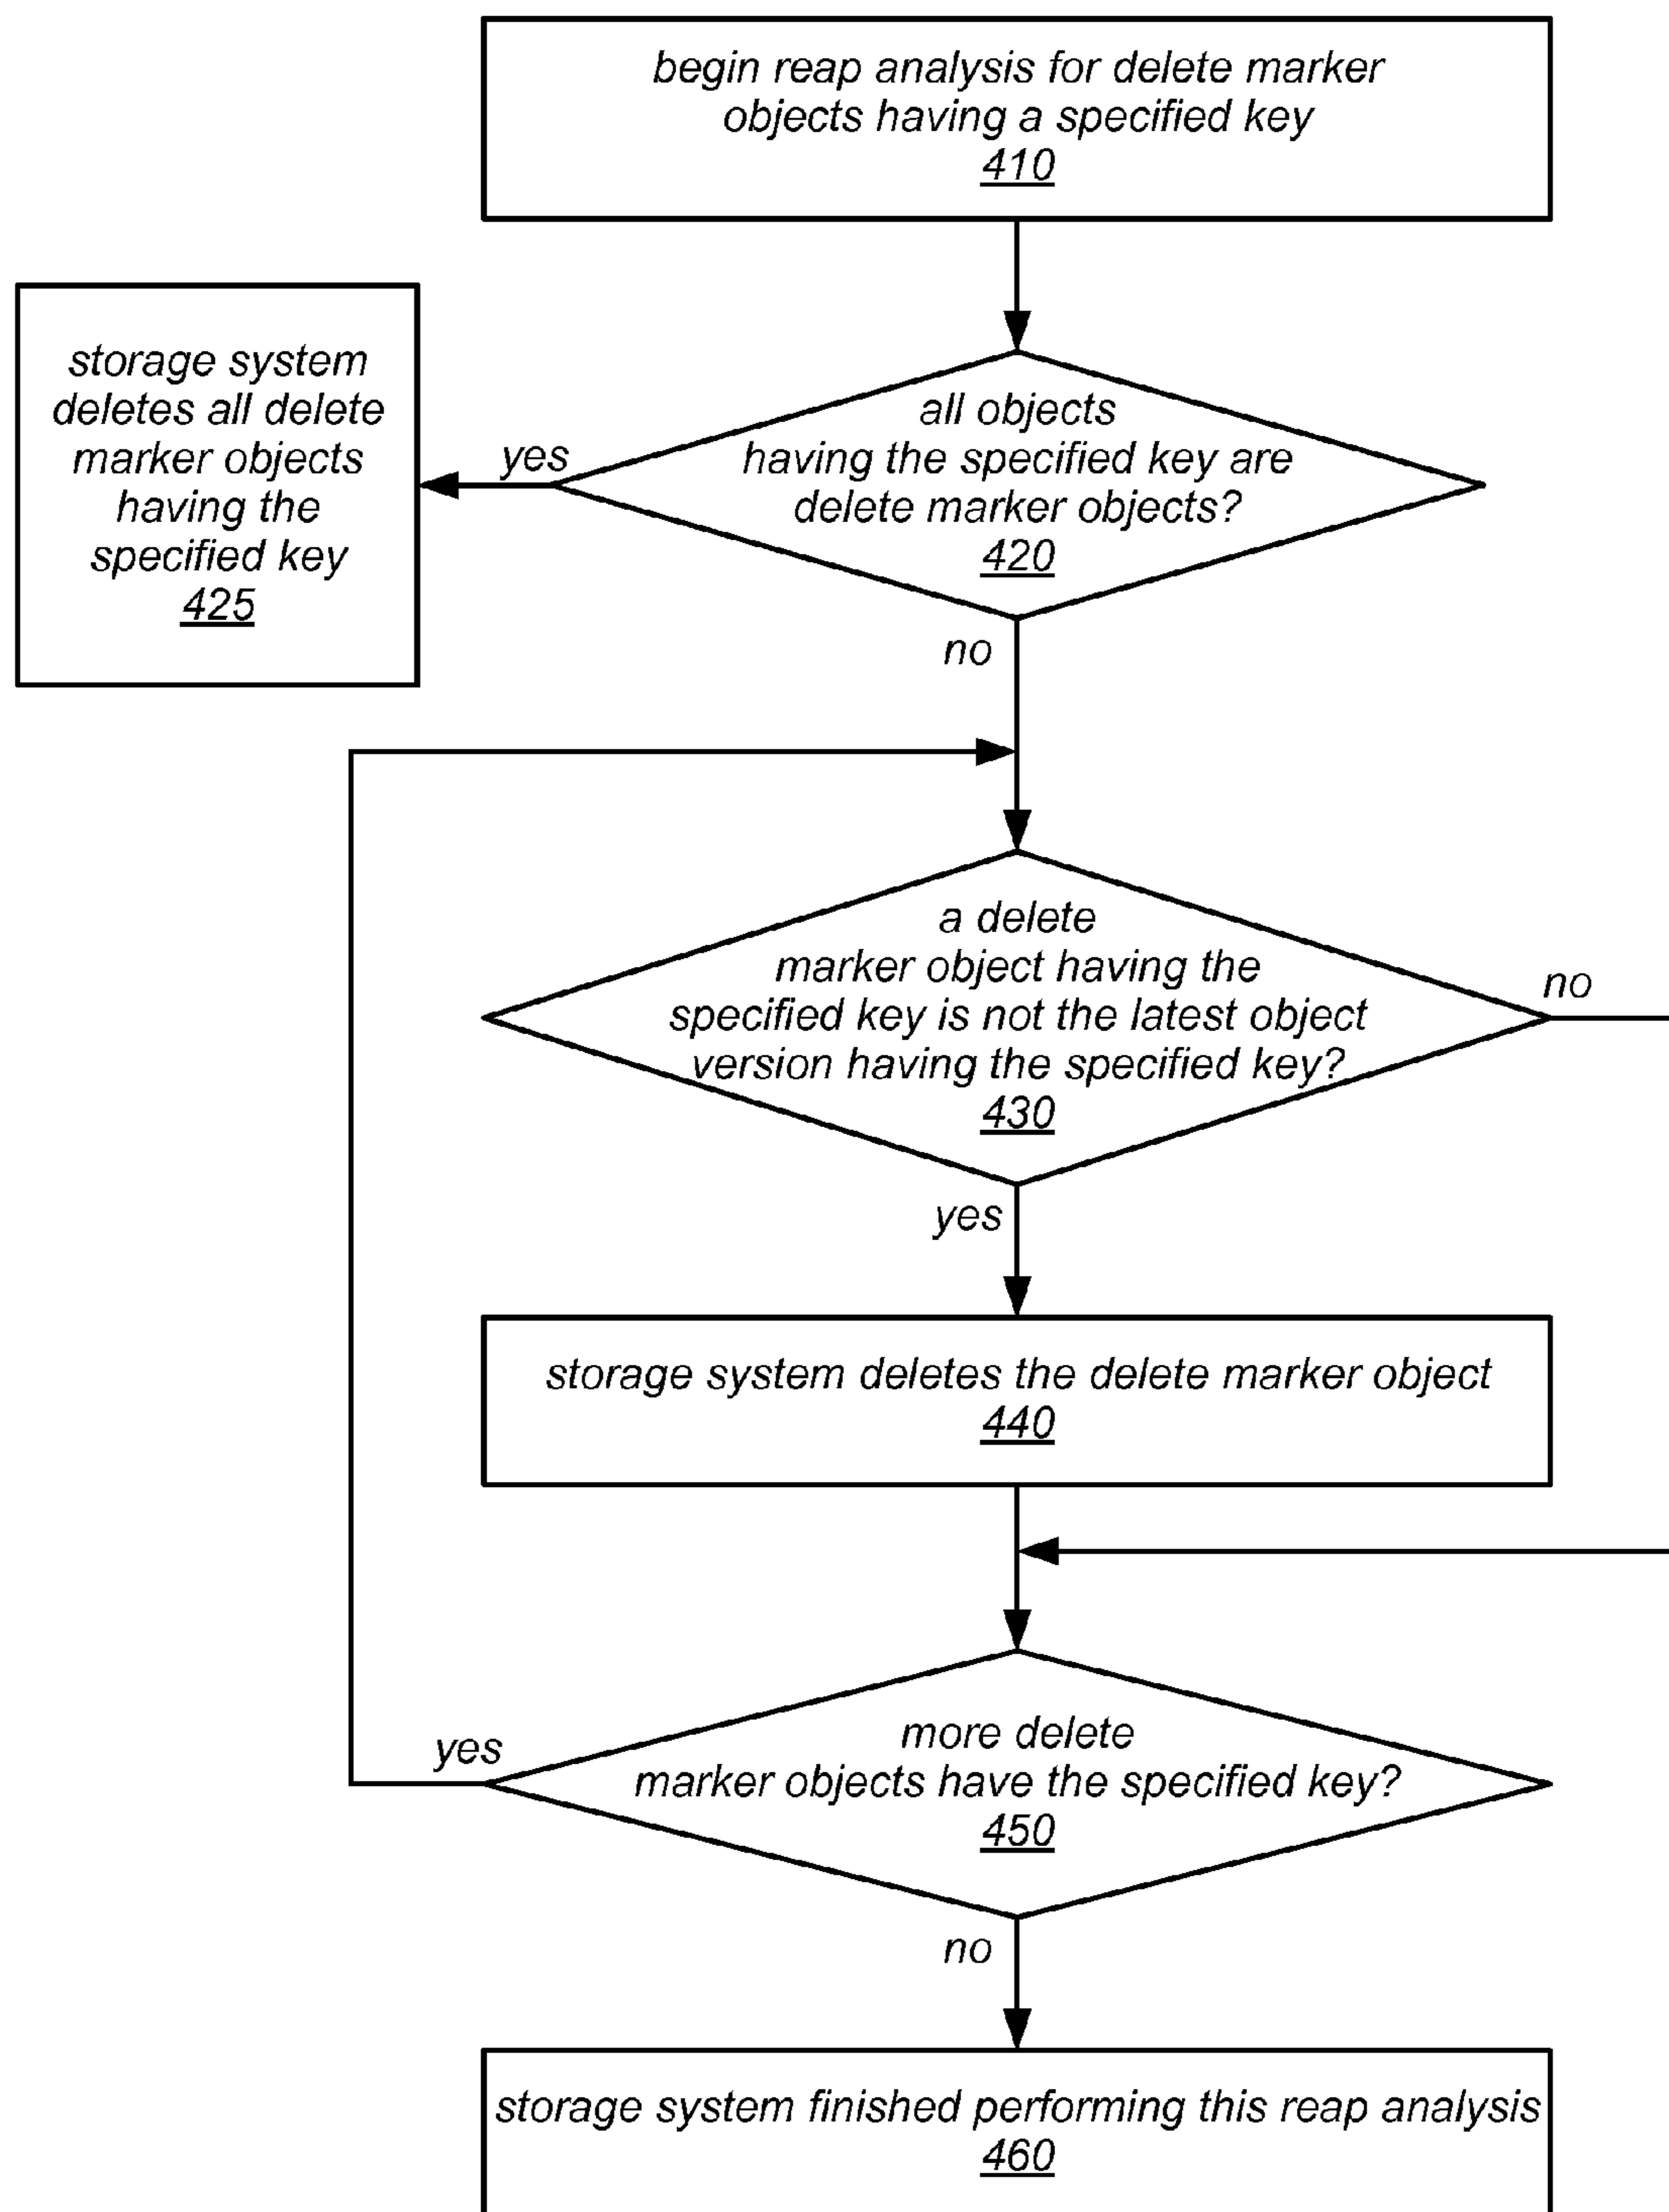 begin reap analysis for delete marker
objects having a specified key
410
storage system
deletes all delete
marker objects
having the
specified key
425
yes
all objects
having the specified key are
delete marker objects?
420
no
a delete
marker object having the
specified key is not the latest object
version having the specified key?
430
no
yes
storage system deletes the delete marker object
440
more delete
marker objects have the specified key?
450
yes
no
storage system finished performing this reap analysis
460